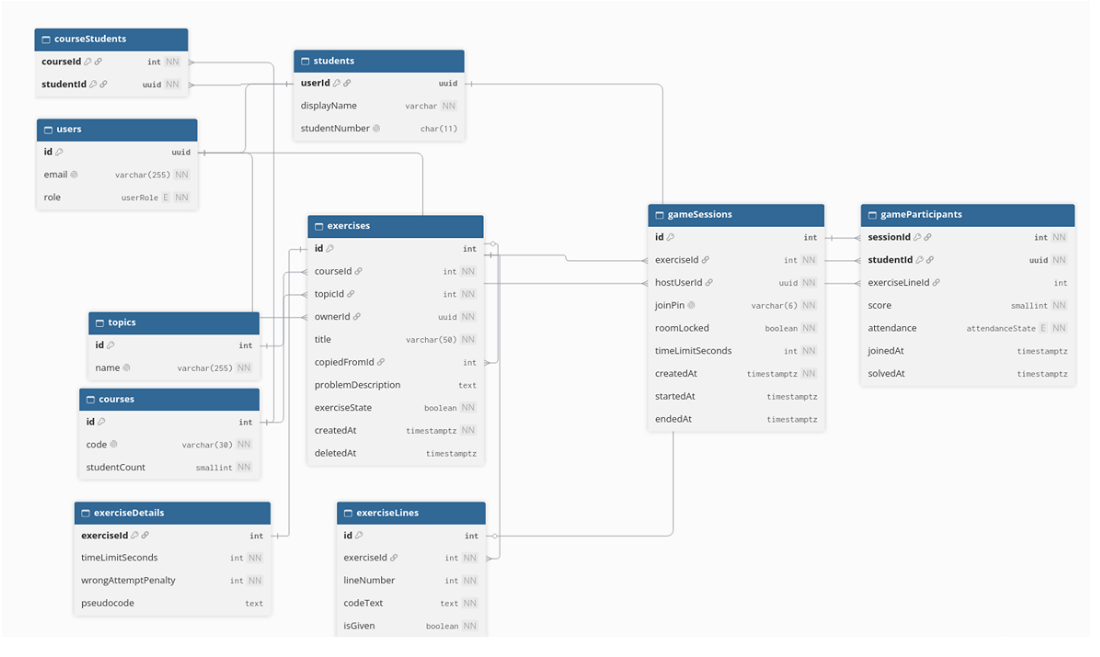 courseStudents
courseId int NN
studentId uuid NN
students
userId uuid
displayName varchar NN
studentNumber char(11)
users
id uuid
email varchar(255) NN
role userRole E NN
exercises
id int
courseId int NN
topicId int NN
ownerId uuid NN
title varchar(50) NN
copiedFromId int
problemDescription text
exerciseState boolean NN
createdAt timestamptz NN
deletedAt timestamptz
gameSessions
id int
exerciseId int NN
hostUserId uuid NN
joinPin varchar(6) NN
roomLocked boolean NN
timeLimitSeconds int NN
createdAt timestamptz NN
startedAt timestamptz
endedAt timestamptz
gameParticipants
sessionId int NN
studentId uuid NN
exerciseLineId int
score smallint NN
attendance attendanceState E NN
joinedAt timestamptz
solvedAt timestamptz
topics
id int
name varchar(255) NN
courses
id int
code varchar(30) NN
studentCount smallint NN
exerciseDetails
exerciseId int
timeLimitSeconds int NN
wrongAttemptPenalty int NN
pseudocode text
exerciseLines
id int
exerciseId int NN
lineNumber int NN
codeText text NN
isGiven boolean NN